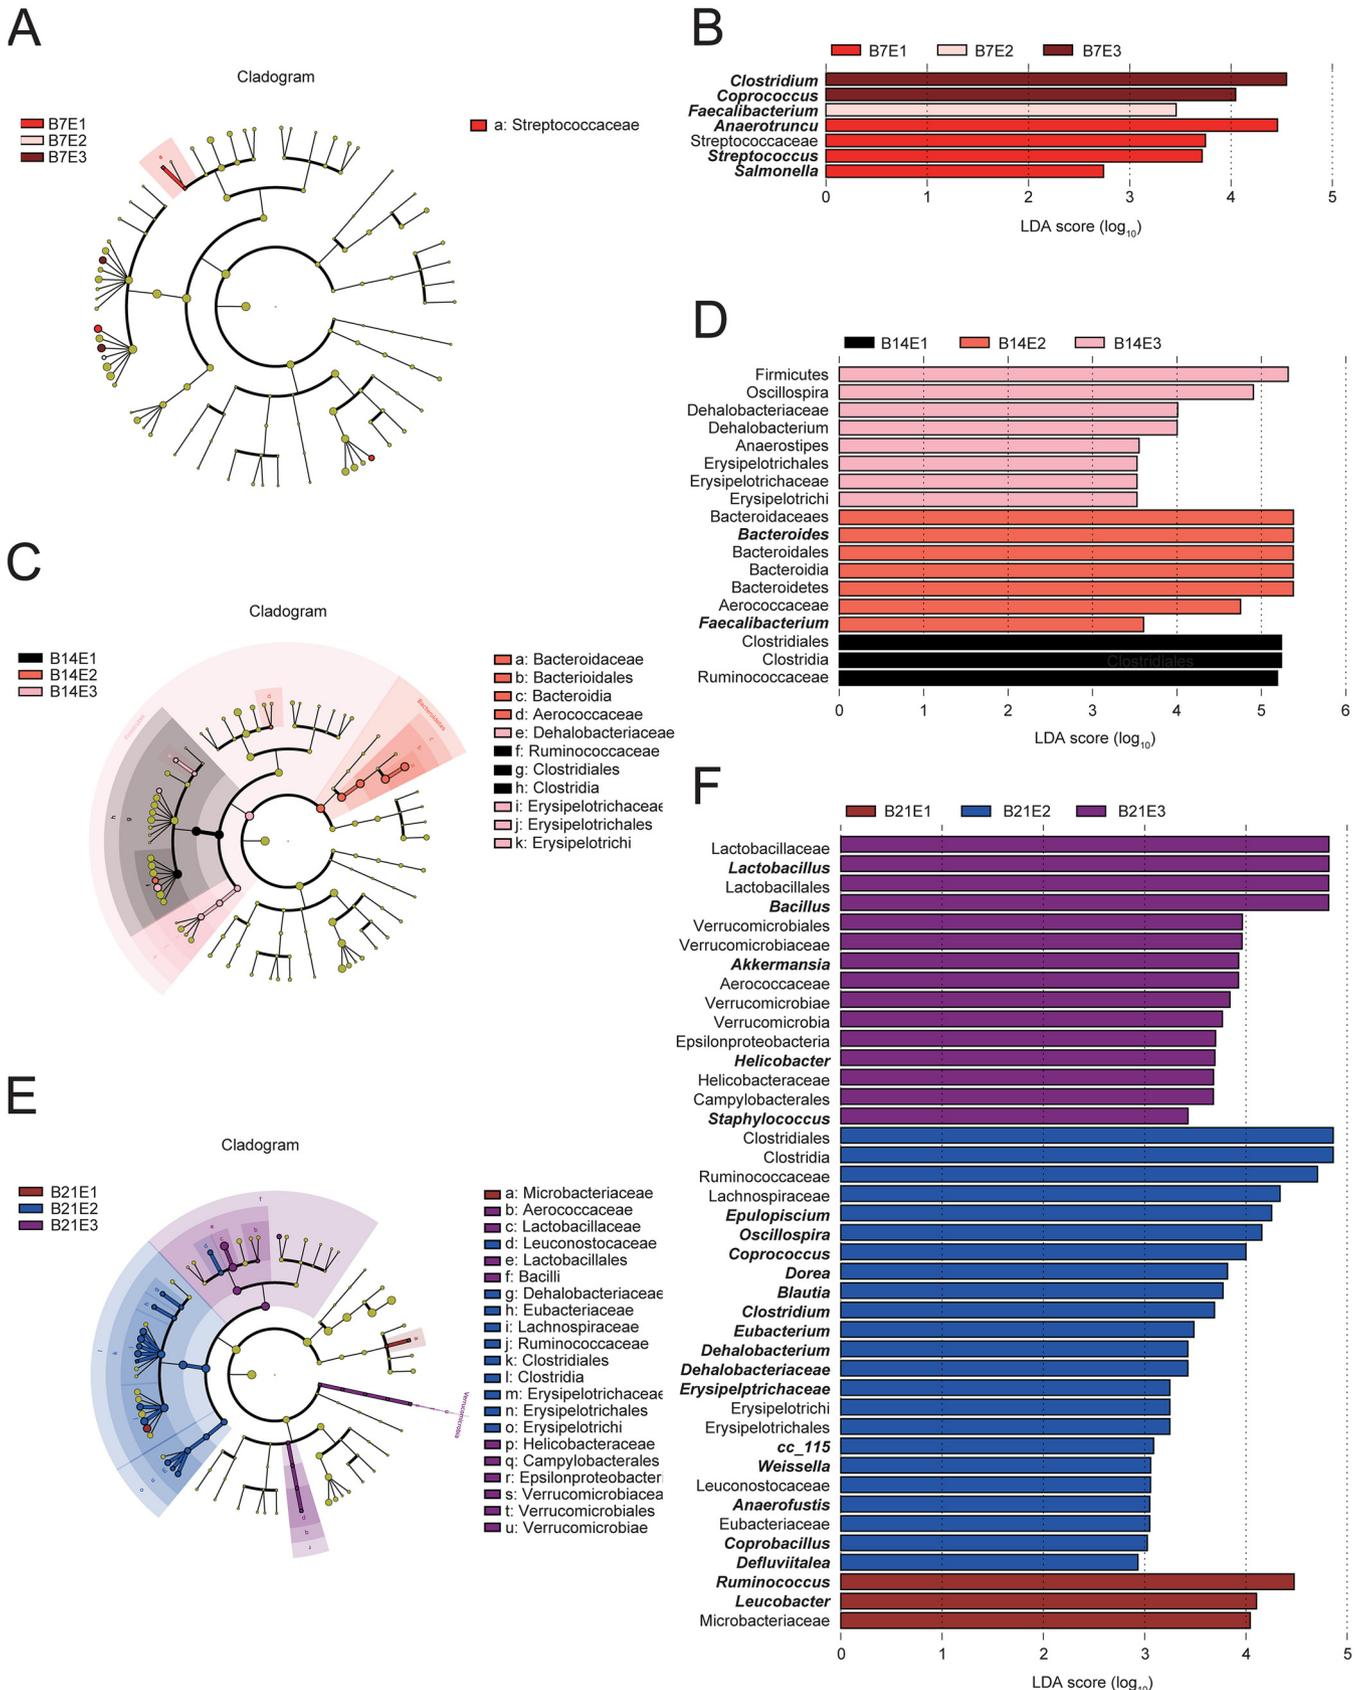 A
Cladogram
B7E1
B7E2
B7E3
a: Streptococcaceae
B
B7E1 B7E2 B7E3
Clostridium
Coprococcus
Faecalibacterium
Anaerotruncu
Streptococcaceae
Streptococcus
Salmonella
0 1 2 3 4 5
LDA score (log10)
C
Cladogram
B14E1
B14E2
B14E3
Firmicutes
Bacteroidetes
a: Bacteroidaceae
b: Bacterioidales
c: Bacteroidia
d: Aerococcaceae
e: Dehalobacteriaceae
f: Ruminococcaceae
g: Clostridiales
h: Clostridia
i: Erysipelotrichaceae
j: Erysipelotrichales
k: Erysipelotrichi
D
B14E1 B14E2 B14E3
Firmicutes
Oscillospira
Dehalobacteriaceae
Dehalobacterium
Anaerostipes
Erysipelotrichales
Erysipelotrichaceae
Erysipelotrichi
Bacteroidaceaes
Bacteroides
Bacteroidales
Bacteroidia
Bacteroidetes
Aerococcaceae
Faecalibacterium
Clostridiales
Clostridia Clostridiales
Ruminococcaceae
0 1 2 3 4 5 6
LDA score (log10)
E
Cladogram
B21E1
B21E2
B21E3
Verrucomicrobia
a: Microbacteriaceae
b: Aerococcaceae
c: Lactobacillaceae
d: Leuconostocaceae
e: Lactobacillales
f: Bacilli
g: Dehalobacteriaceae
h: Eubacteriaceae
i: Lachnospiraceae
j: Ruminococcaceae
k: Clostridiales
l: Clostridia
m: Erysipelotrichaceae
n: Erysipelotrichales
o: Erysipelotrichi
p: Helicobacteraceae
q: Campylobacterales
r: Epsilonproteobacteri
s: Verrucomicrobiacea
t: Verrucomicrobiales
u: Verrucomicrobiae
F
B21E1 B21E2 B21E3
Lactobacillaceae
Lactobacillus
Lactobacillales
Bacillus
Verrucomicrobiales
Verrucomicrobiaceae
Akkermansia
Aerococcaceae
Verrucomicrobiae
Verrucomicrobia
Epsilonproteobacteria
Helicobacter
Helicobacteraceae
Campylobacterales
Staphylococcus
Clostridiales
Clostridia
Ruminococcaceae
Lachnospiraceae
Epulopiscium
Oscillospira
Coprococcus
Dorea
Blautia
Clostridium
Eubacterium
Dehalobacterium
Dehalobacteriaceae
Erysipelptrichaceae
Erysipelotrichi
Erysipelotrichales
cc_115
Weissella
Leuconostocaceae
Anaerofustis
Eubacteriaceae
Coprobacillus
Defluviitalea
Ruminococcus
Leucobacter
Microbacteriaceae
0 1 2 3 4 5
LDA score (log10)